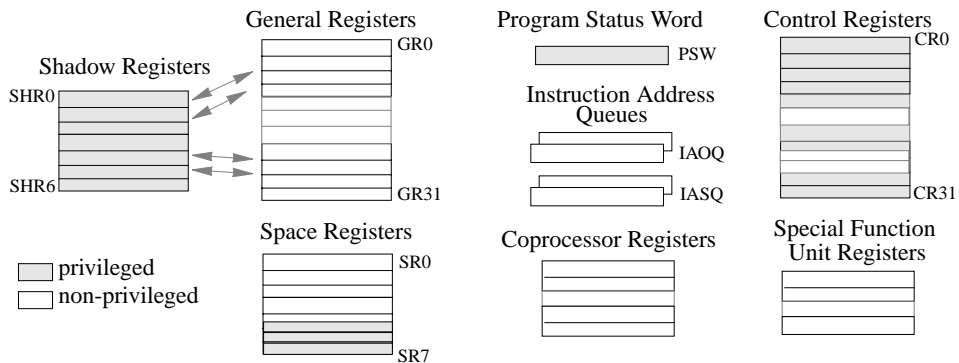 General Registers
GR0
GR31
Shadow Registers
SHR0
SHR6
Program Status Word
PSW
Instruction Address
Queues
IAOQ
IASQ
Control Registers
CR0
CR31
Space Registers
SR0
SR7
Coprocessor Registers
Special Function
Unit Registers
privileged
non-privileged